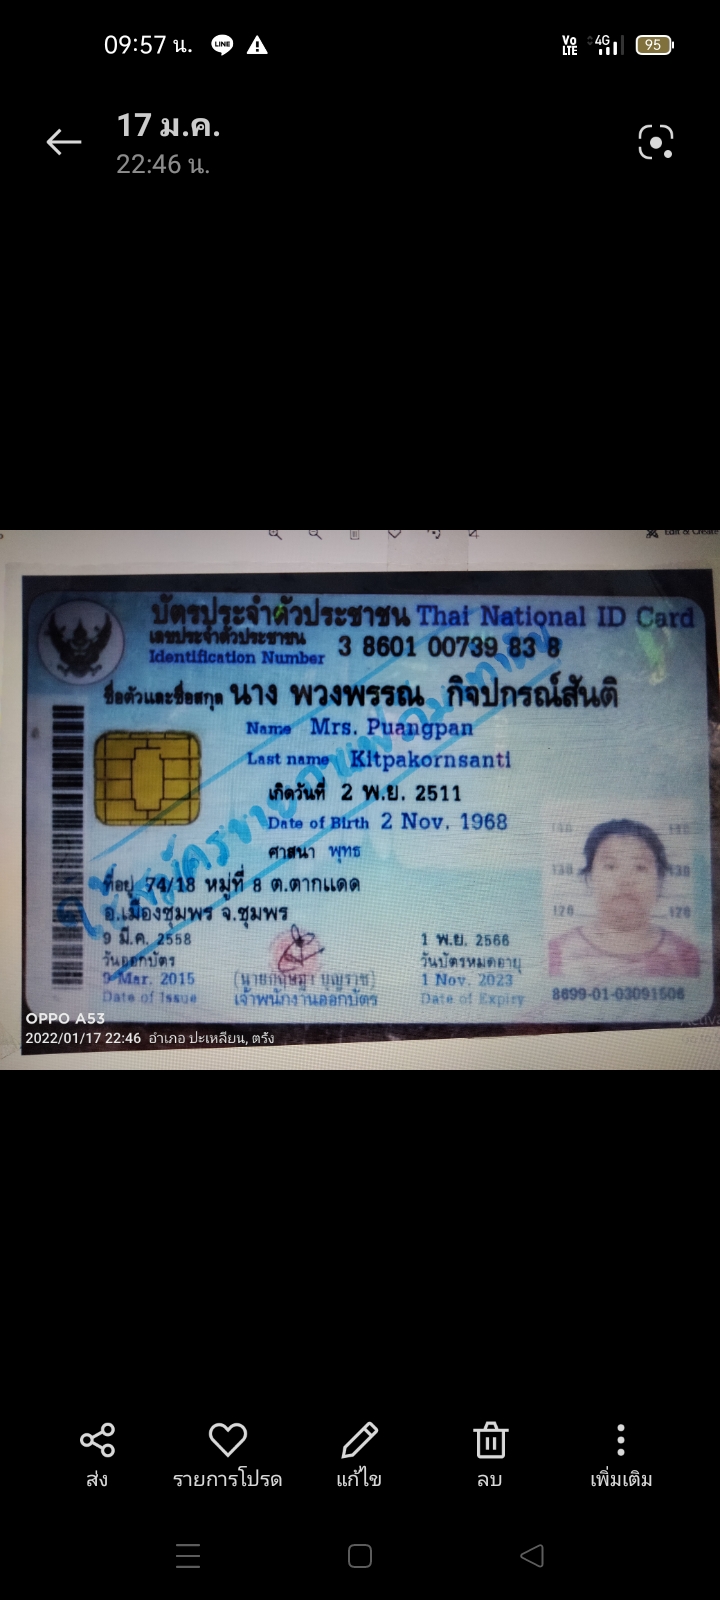 09:57 น.
LINE
Vo
LTE
4G
95
17 ม.ค.
22:46 น.
บัตรประจำตัวประชาชน Thai National ID Card
เลขประจำตัวประชาชน
Identification Number
3 8601 00739 83 8
ชื่อตัวและชื่อสกุล นาง พวงพรรณ กิจปกรณ์สันติ
Name Mrs. Puangpan
Last name Kitpakornsanti
เกิดวันที่ 2 พ.ย. 2511
Date of Birth 2 Nov. 1968
ศาสนา พุทธ
ที่อยู่ 74/18 หมู่ที่ 8 ต.ตากแดด
อ.เมืองชุมพร จ.ชุมพร
9 มี.ค. 2558
วันออกบัตร
9 Mar. 2015
Date of Issue
เจ้าพนักงานออกบัตร
1 พ.ย. 2566
วันบัตรหมดอายุ
1 Nov. 2023
Date of Expiry
8699-01-03091506
ใช้สมัครขาย
OPPO A53
2022/01/17 22:46 อำเภอ ปะเหลียน, ตรัง
ส่ง
รายการโปรด
แก้ไข
ลบ
เพิ่มเติม